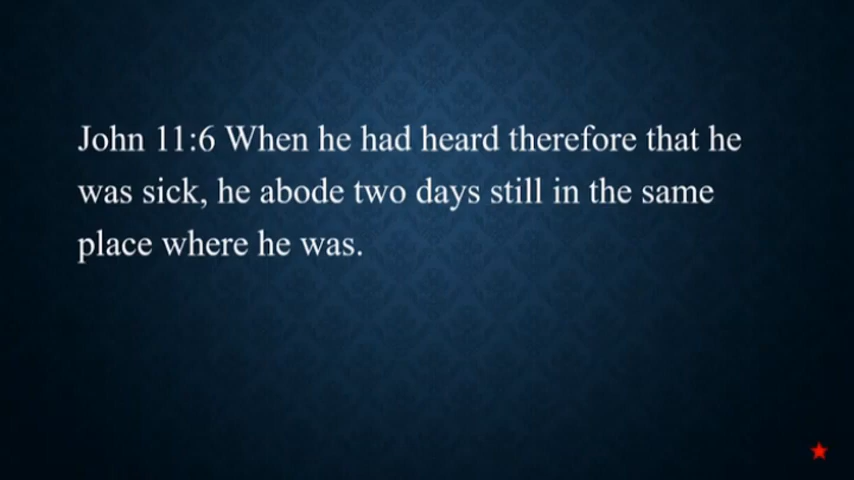 John 11:6 When he had heard therefore that he
was sick, he abode two days still in the same
place where he was.